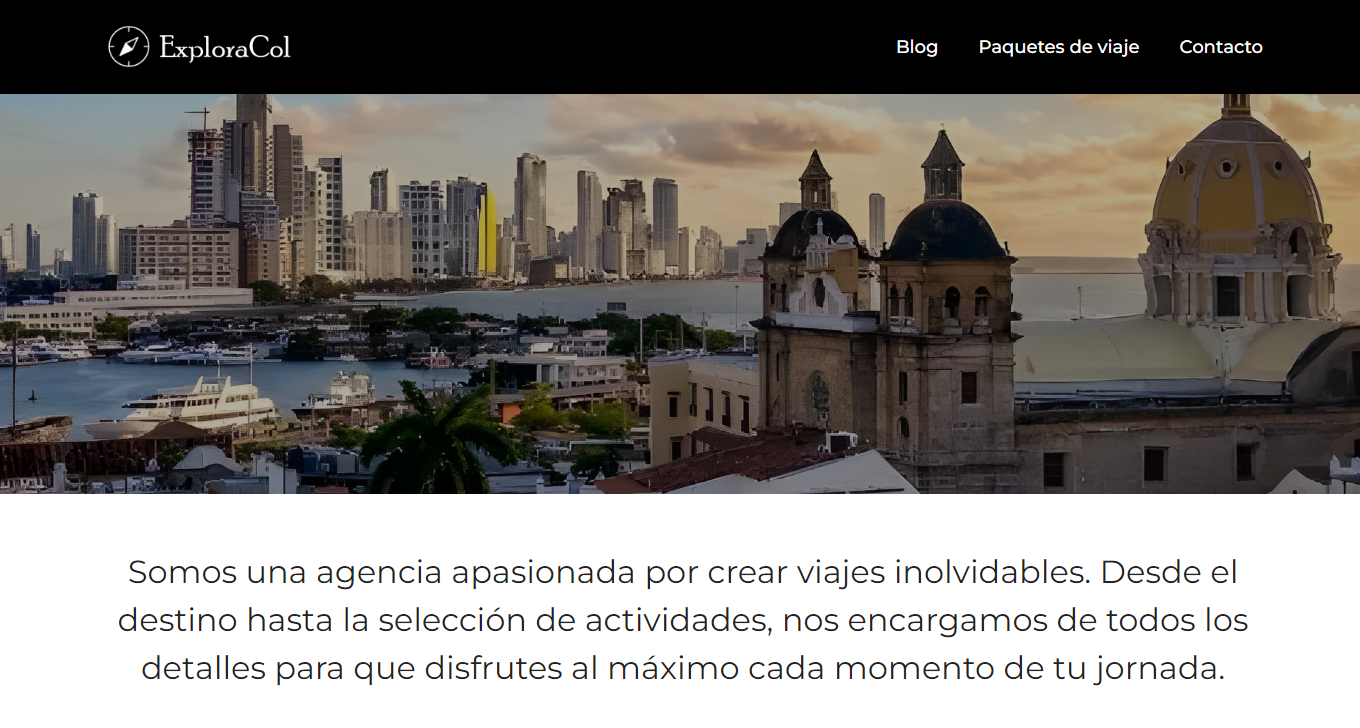 ExploraCol
Blog Paquetes de viaje Contacto
Somos una agencia apasionada por crear viajes inolvidables. Desde el
destino hasta la selección de actividades, nos encargamos de todos los
detalles para que disfrutes al máximo cada momento de tu jornada.